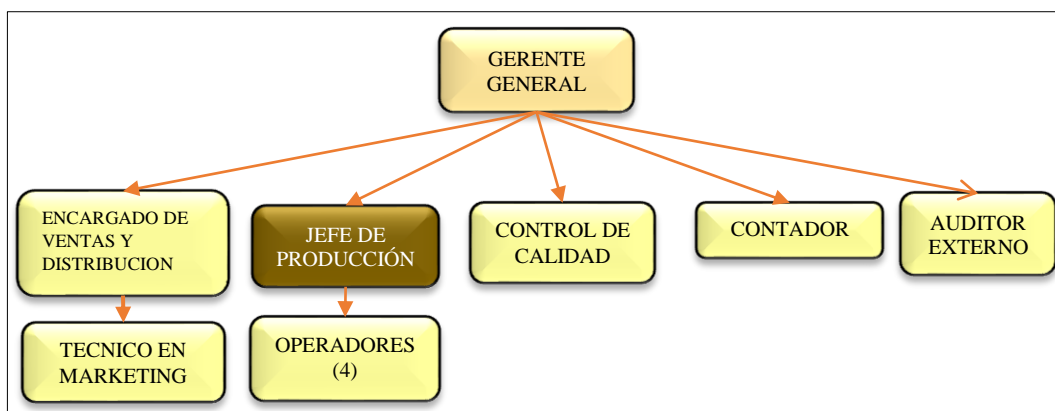 GERENTE
GENERAL
ENCARGADO DE
VENTAS Y
DISTRIBUCION
JEFE DE
PRODUCCIÓN
CONTROL DE
CALIDAD
CONTADOR
AUDITOR
EXTERNO
TECNICO EN
MARKETING
OPERADORES
(4)